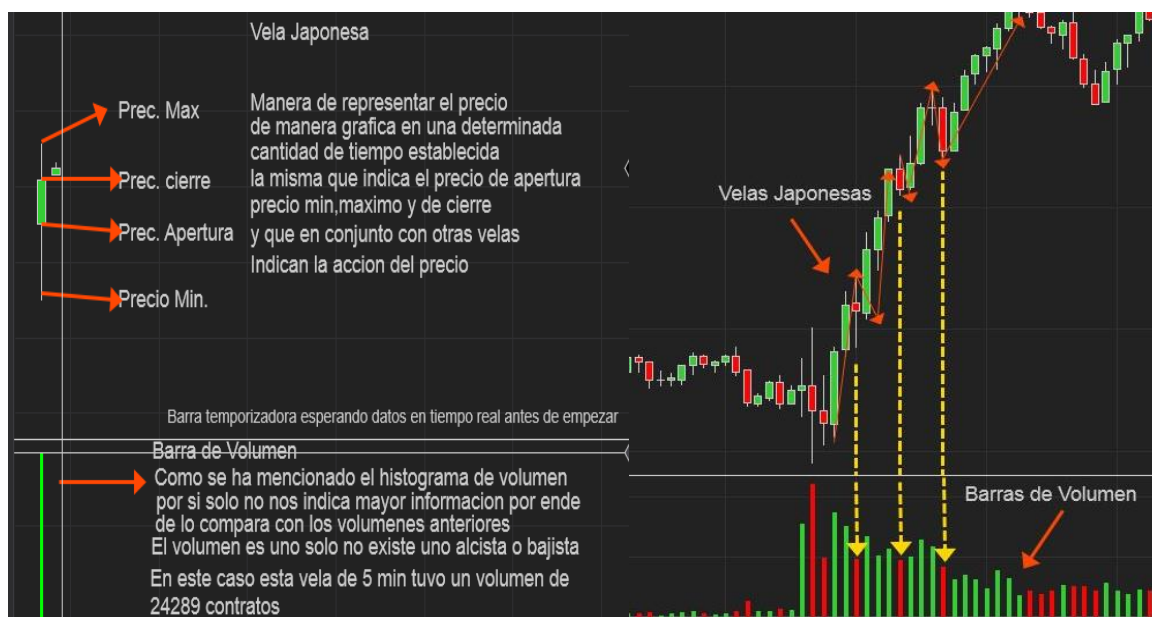 Vela Japonesa
Prec. Max
Prec. cierre
Prec. Apertura
Precio Min.
Manera de representar el precio
de manera grafica en una determinada
cantidad de tiempo establecida
la misma que indica el precio de apertura
precio min,maximo y de cierre
y que en conjunto con otras velas
Indican la accion del precio
Barra temporizadora esperando datos en tiempo real antes de empezar
Barra de Volumen
Como se ha mencionado el histograma de volumen
por si solo no nos indica mayor informacion por ende
de lo compara con los volumenes anteriores
El volumen es uno solo no existe uno alcista o bajista
En este caso esta vela de 5 min tuvo un volumen de
24289 contratos
Velas Japonesas
Barras de Volumen